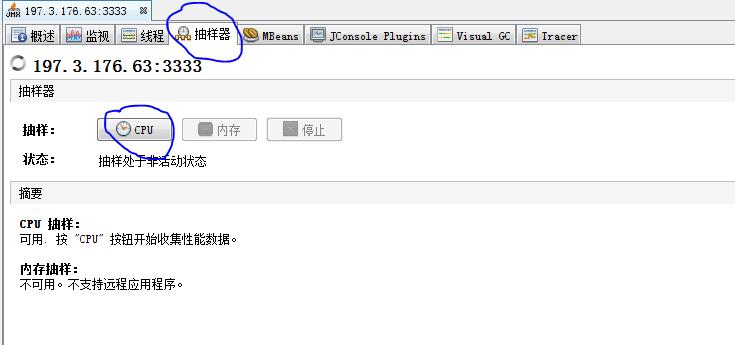 JMX 197.3.176.63:3333
概述 监视 线程 抽样器 MBeans JConsole Plugins Visual GC Tracer
197.3.176.63:3333
抽样器
抽样： CPU 内存 停止
状态： 抽样处于非活动状态
摘要
CPU 抽样：
可用. 按 "CPU" 按钮开始收集性能数据。
内存抽样：
不可用。不支持远程应用程序。